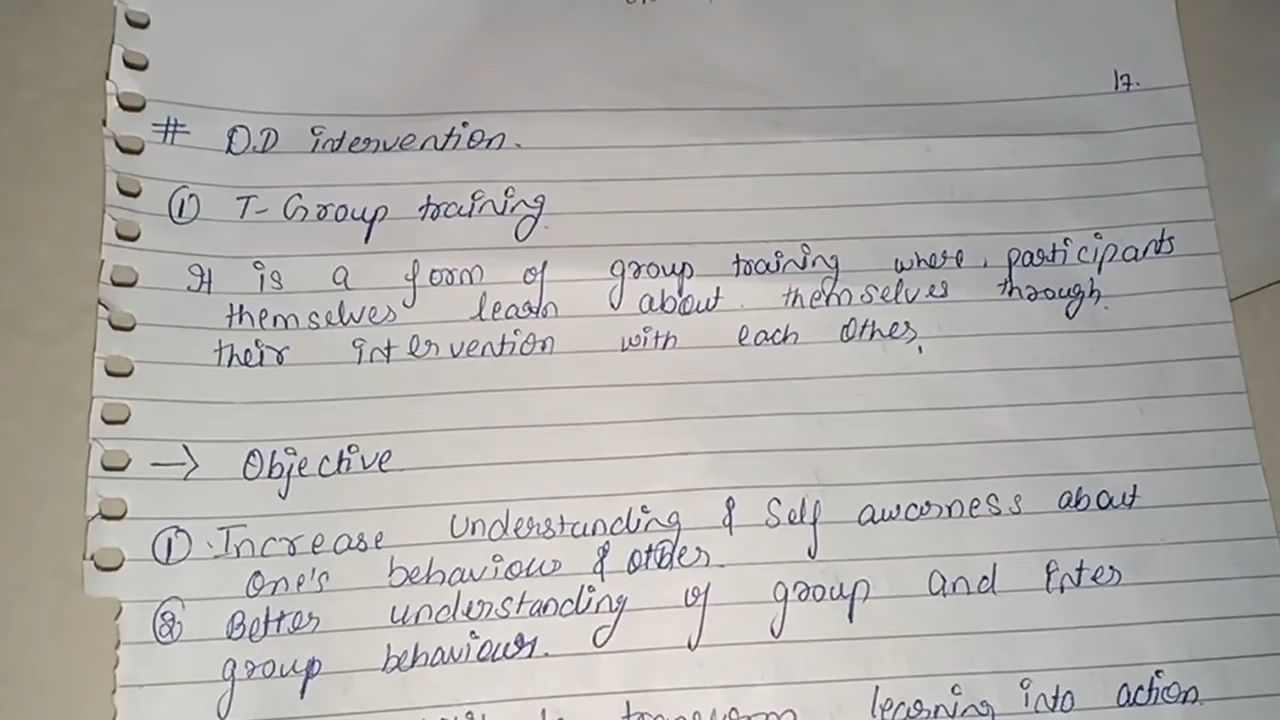 17.
# O.D intervention.
① T-Group training.
It is a form of group training where, participants
themselves learn about themselves through.
their intervention with each other.
→ Objective
① Increase understanding & Self awarness about
One's behaviour & other.
② Better understanding of group and Inter
group behaviour.
learning into action